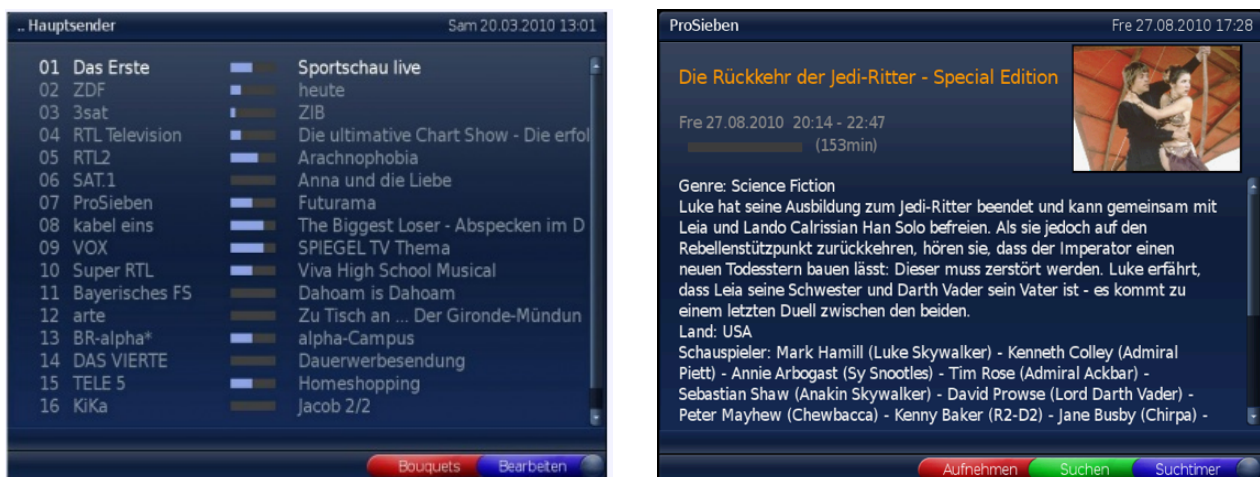 .. Hauptsender
Sam 20.03.2010 13:01
01 Das Erste Sportschau live
02 ZDF heute
03 3sat ZIB
04 RTL Television Die ultimative Chart Show - Die erfol
05 RTL2 Arachnophobia
06 SAT.1 Anna und die Liebe
07 ProSieben Futurama
08 kabel eins The Biggest Loser - Abspecken im D
09 VOX SPIEGEL TV Thema
10 Super RTL Viva High School Musical
11 Bayerisches FS Dahoam is Dahoam
12 arte Zu Tisch an ... Der Gironde-Mündun
13 BR-alpha* alpha-Campus
14 DAS VIERTE Dauerwerbesendung
15 TELE 5 Homeshopping
16 KiKa Jacob 2/2
Bouquets Bearbeiten
ProSieben
Fre 27.08.2010 17:28
Die Rückkehr der Jedi-Ritter - Special Edition
Fre 27.08.2010 20:14 - 22:47
(153min)
Genre: Science Fiction
Luke hat seine Ausbildung zum Jedi-Ritter beendet und kann gemeinsam mit
Leia und Lando Calrissian Han Solo befreien. Als sie jedoch auf den
Rebellenstützpunkt zurückkehren, hören sie, dass der Imperator einen
neuen Todesstern bauen lässt: Dieser muss zerstört werden. Luke erfährt,
dass Leia seine Schwester und Darth Vader sein Vater ist - es kommt zu
einem letzten Duell zwischen den beiden.
Land: USA
Schauspieler: Mark Hamill (Luke Skywalker) - Kenneth Colley (Admiral
Piett) - Annie Arbogast (Sy Snootles) - Tim Rose (Admiral Ackbar) -
Sebastian Shaw (Anakin Skywalker) - David Prowse (Lord Darth Vader) -
Peter Mayhew (Chewbacca) - Kenny Baker (R2-D2) - Jane Busby (Chirpa) -
Aufnehmen Suchen Suchtimer